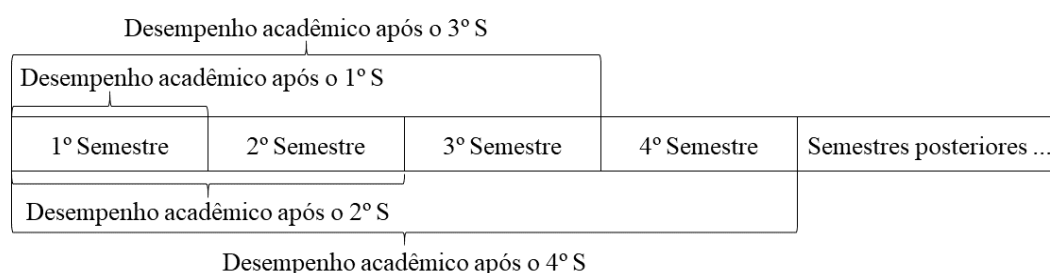 Desempenho acadêmico após o 3º S
Desempenho acadêmico após o 1º S
1º Semestre 2º Semestre 3º Semestre 4º Semestre Semestres posteriores ...
Desempenho acadêmico após o 2º S
Desempenho acadêmico após o 4º S